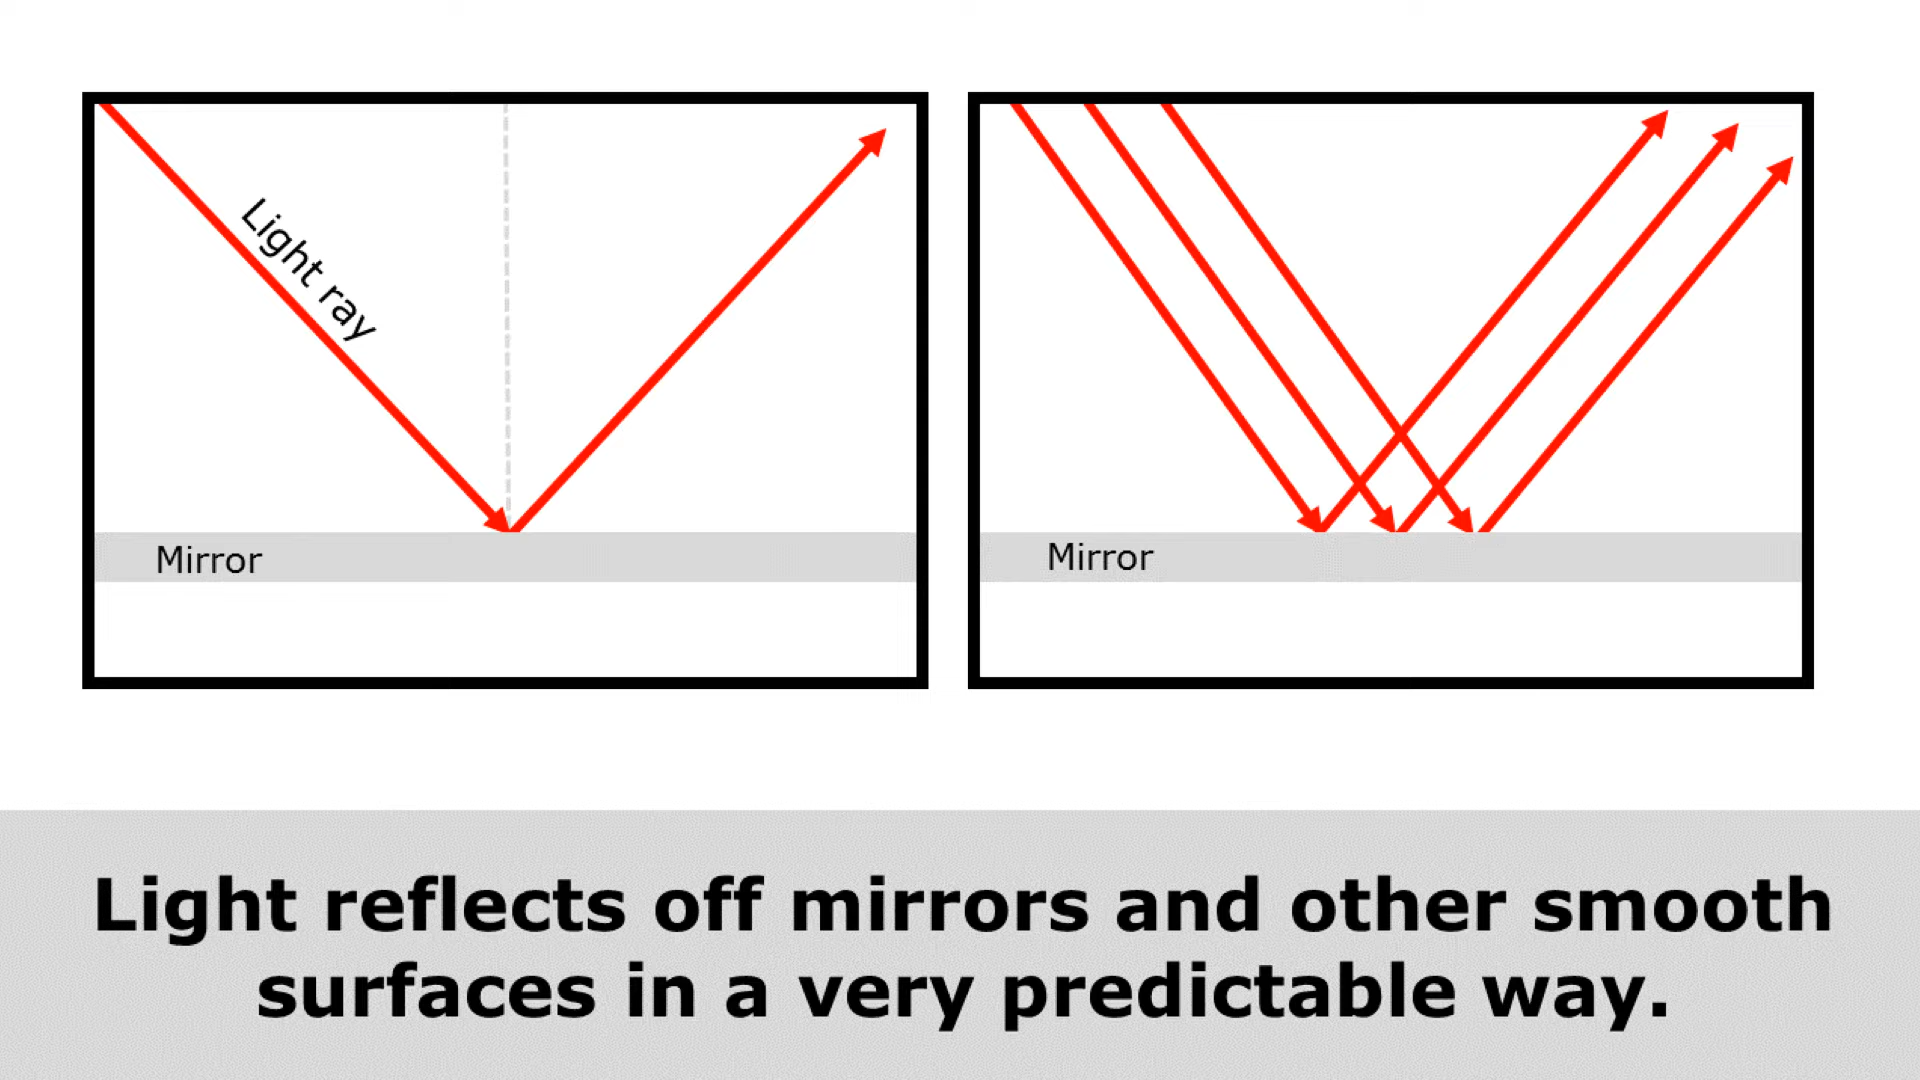 Light ray
Mirror
Mirror
Light reflects off mirrors and other smooth
surfaces in a very predictable way.